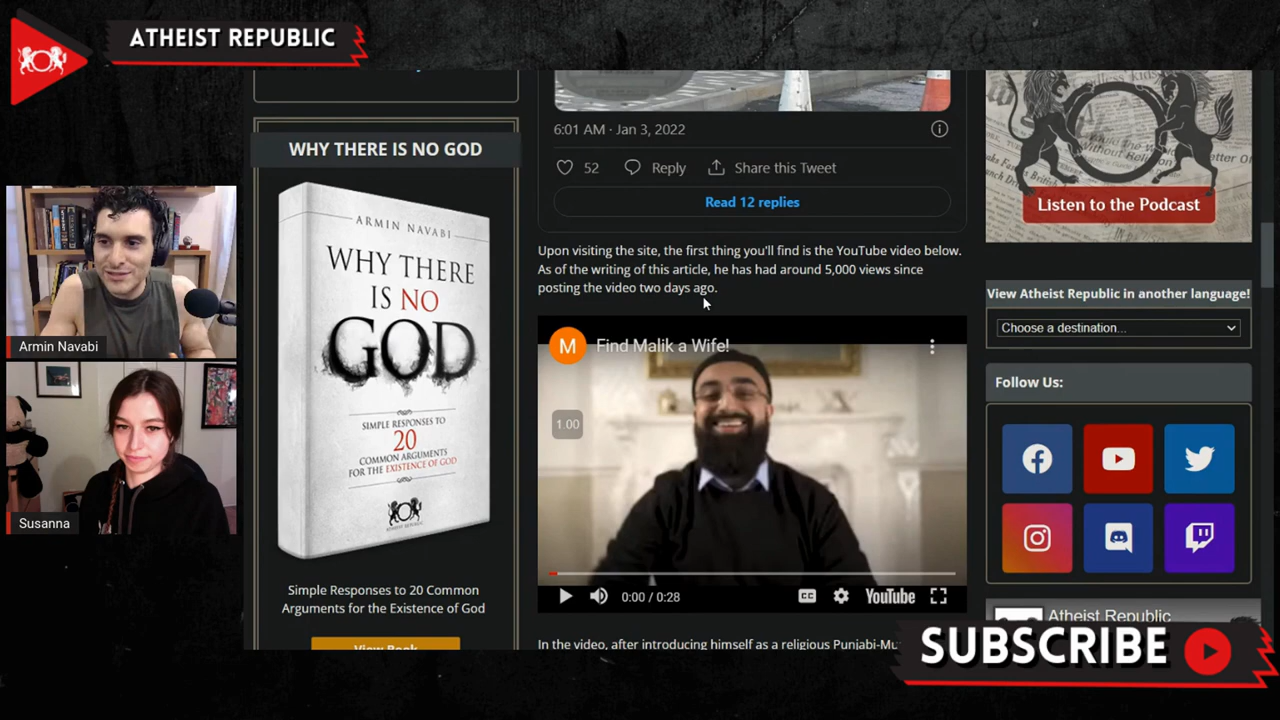 ATHEIST REPUBLIC
Armin Navabi
Susanna
WHY THERE IS NO GOD
ARMIN NAVABI
WHY THERE
IS NO
GOD
SIMPLE RESPONSES TO
20
COMMON ARGUMENTS
FOR THE EXISTENCE OF GOD
ATHEIST REPUBLIC
Simple Responses to 20 Common
Arguments for the Existence of God
View Book
6:01 AM · Jan 3, 2022
52 Reply Share this Tweet
Read 12 replies
Upon visiting the site, the first thing you'll find is the YouTube video below.
As of the writing of this article, he has had around 5,000 views since
posting the video two days ago.
M Find Malik a Wife!
1.00
0:00 / 0:28 CC YouTube
In the video, after introducing himself as a religious Punjabi-Mu
Without Religion
Listen to the Podcast
View Atheist Republic in another language!
Choose a destination...
Follow Us:
Atheist Republic
SUBSCRIBE